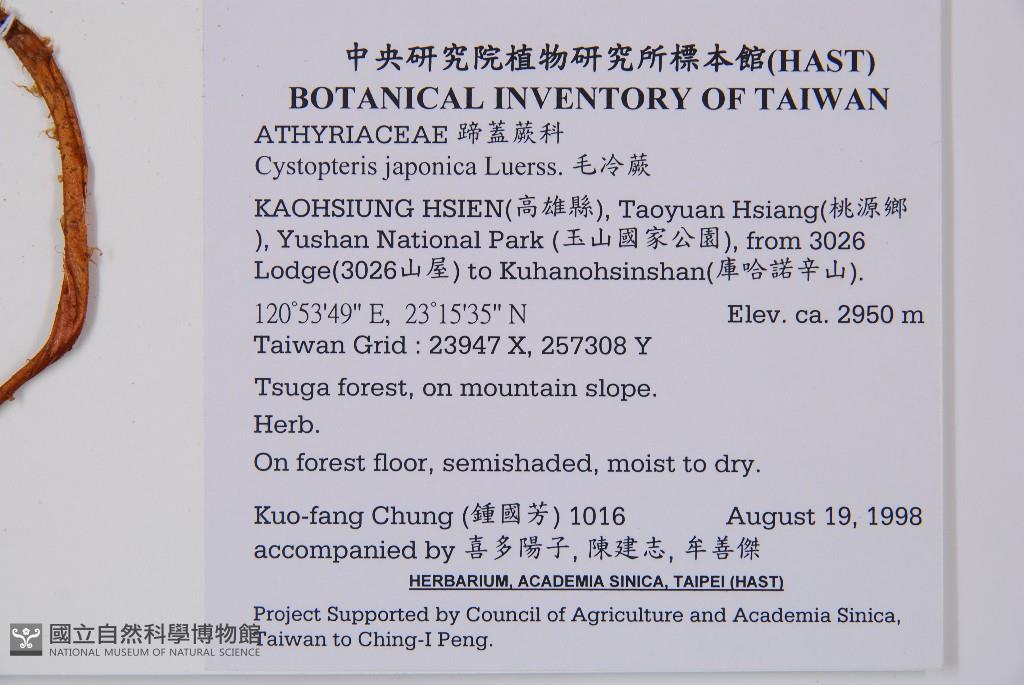 中央研究院植物研究所標本館(HAST)
BOTANICAL INVENTORY OF TAIWAN
ATHYRIACEAE 蹄蓋蕨科
Cystopteris japonica Luerss. 毛冷蕨
KAOHSIUNG HSIEN(高雄縣), Taoyuan Hsiang(桃源鄉
), Yushan National Park (玉山國家公園), from 3026
Lodge(3026山屋) to Kuhanohsinshan(庫哈諾辛山).
120°53'49" E, 23°15'35" N Elev. ca. 2950 m
Taiwan Grid : 23947 X, 257308 Y
Tsuga forest, on mountain slope.
Herb.
On forest floor, semishaded, moist to dry.
Kuo-fang Chung (鍾國芳) 1016 August 19, 1998
accompanied by 喜多陽子, 陳建志, 牟善傑
HERBARIUM, ACADEMIA SINICA, TAIPEI (HAST)
Project Supported by Council of Agriculture and Academia Sinica,
Taiwan to Ching-I Peng.
國立自然科學博物館
NATIONAL MUSEUM OF NATURAL SCIENCE